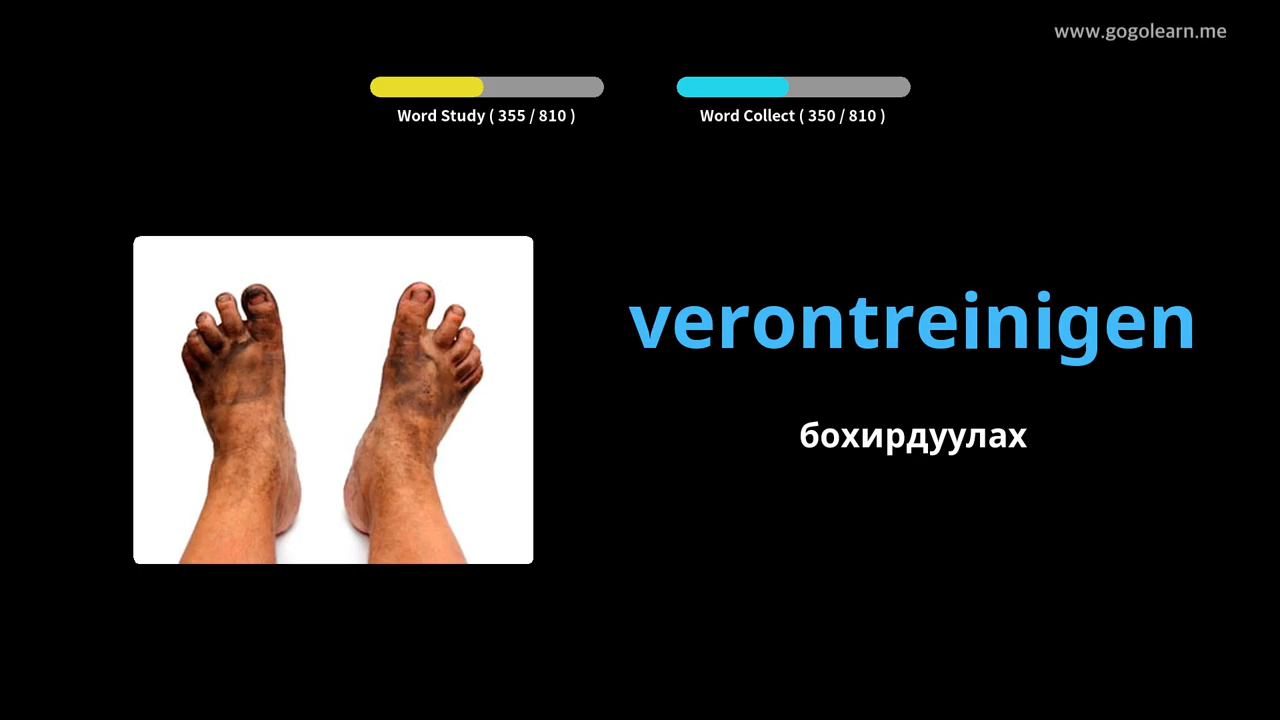 www.gogolearn.me
Word Study ( 355 / 810 )
Word Collect ( 350 / 810 )
verontreinigen
бохирдуулах